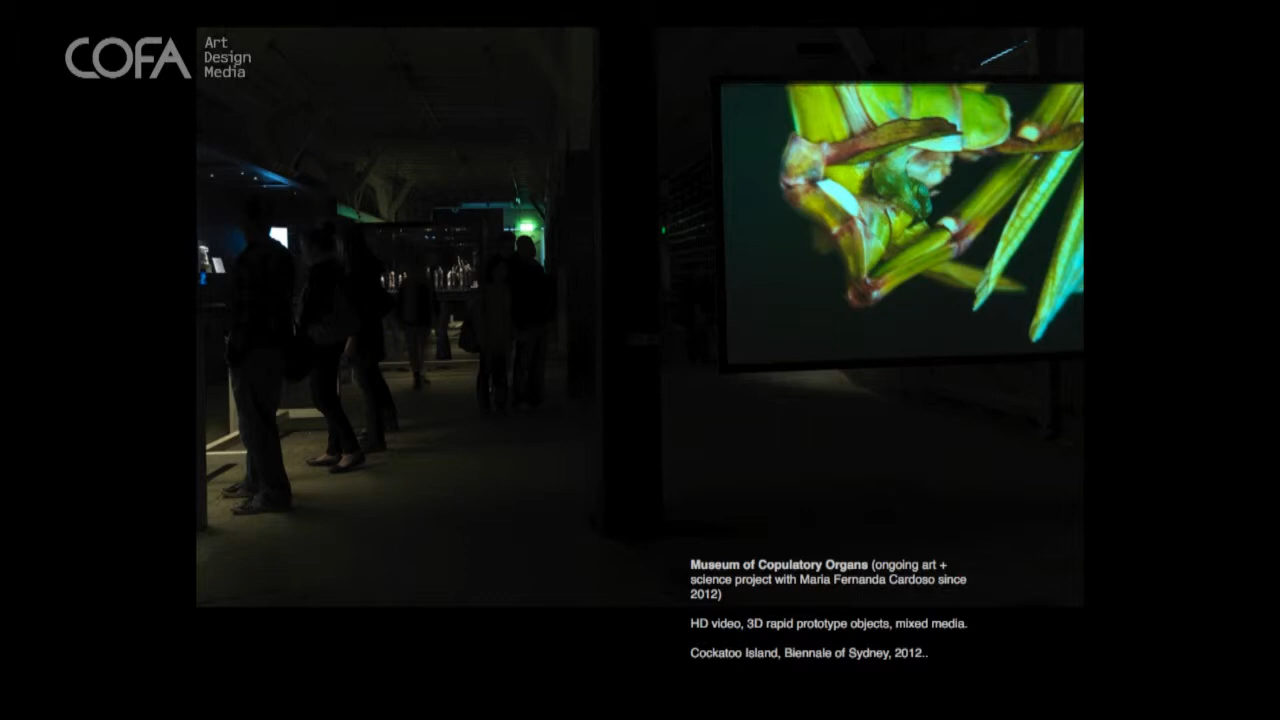 COFA
Art
Design
Media
Museum of Copulatory Organs (ongoing art +
science project with Maria Fernanda Cardoso since
2012)
HD video, 3D rapid prototype objects, mixed media.
Cockatoo Island, Biennale of Sydney, 2012..